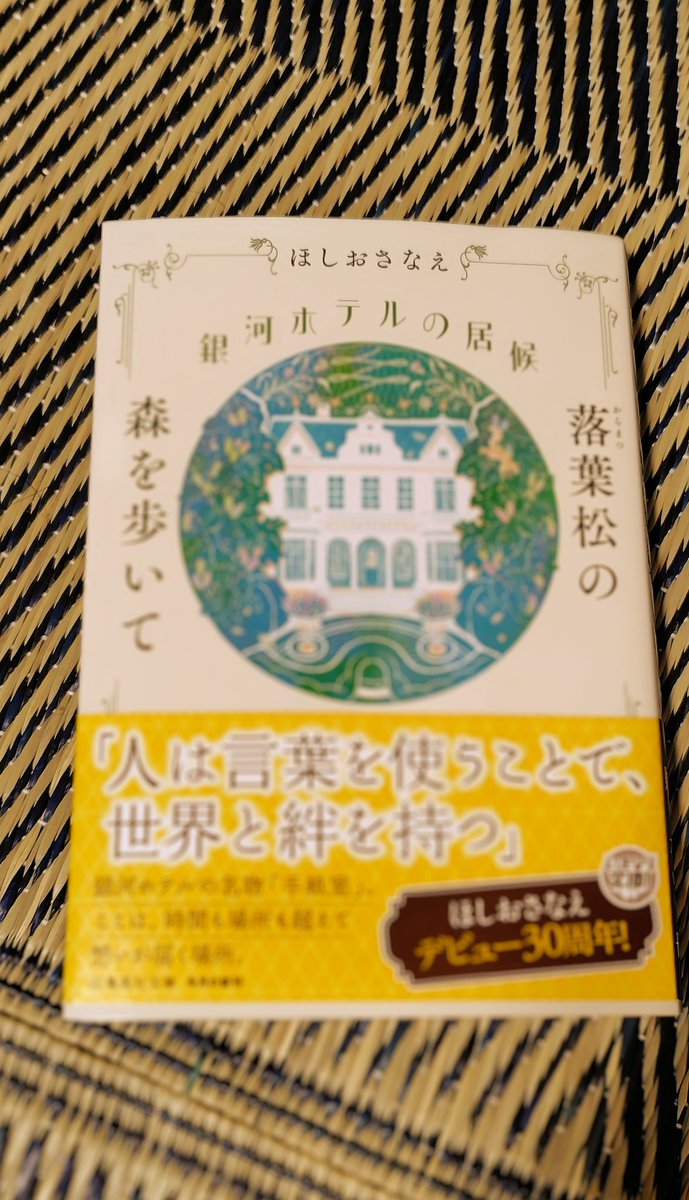 ほしおさなえ
銀河ホテルの居候
落葉松の
からまつ
森を歩いて
「人は言葉を使うことで、
世界と絆を持つ」
銀河ホテルの名物「手紙室」。
そこは、時間も場所も超えて
想いが届く場所。
ほしおさなえ
デビュー30周年!